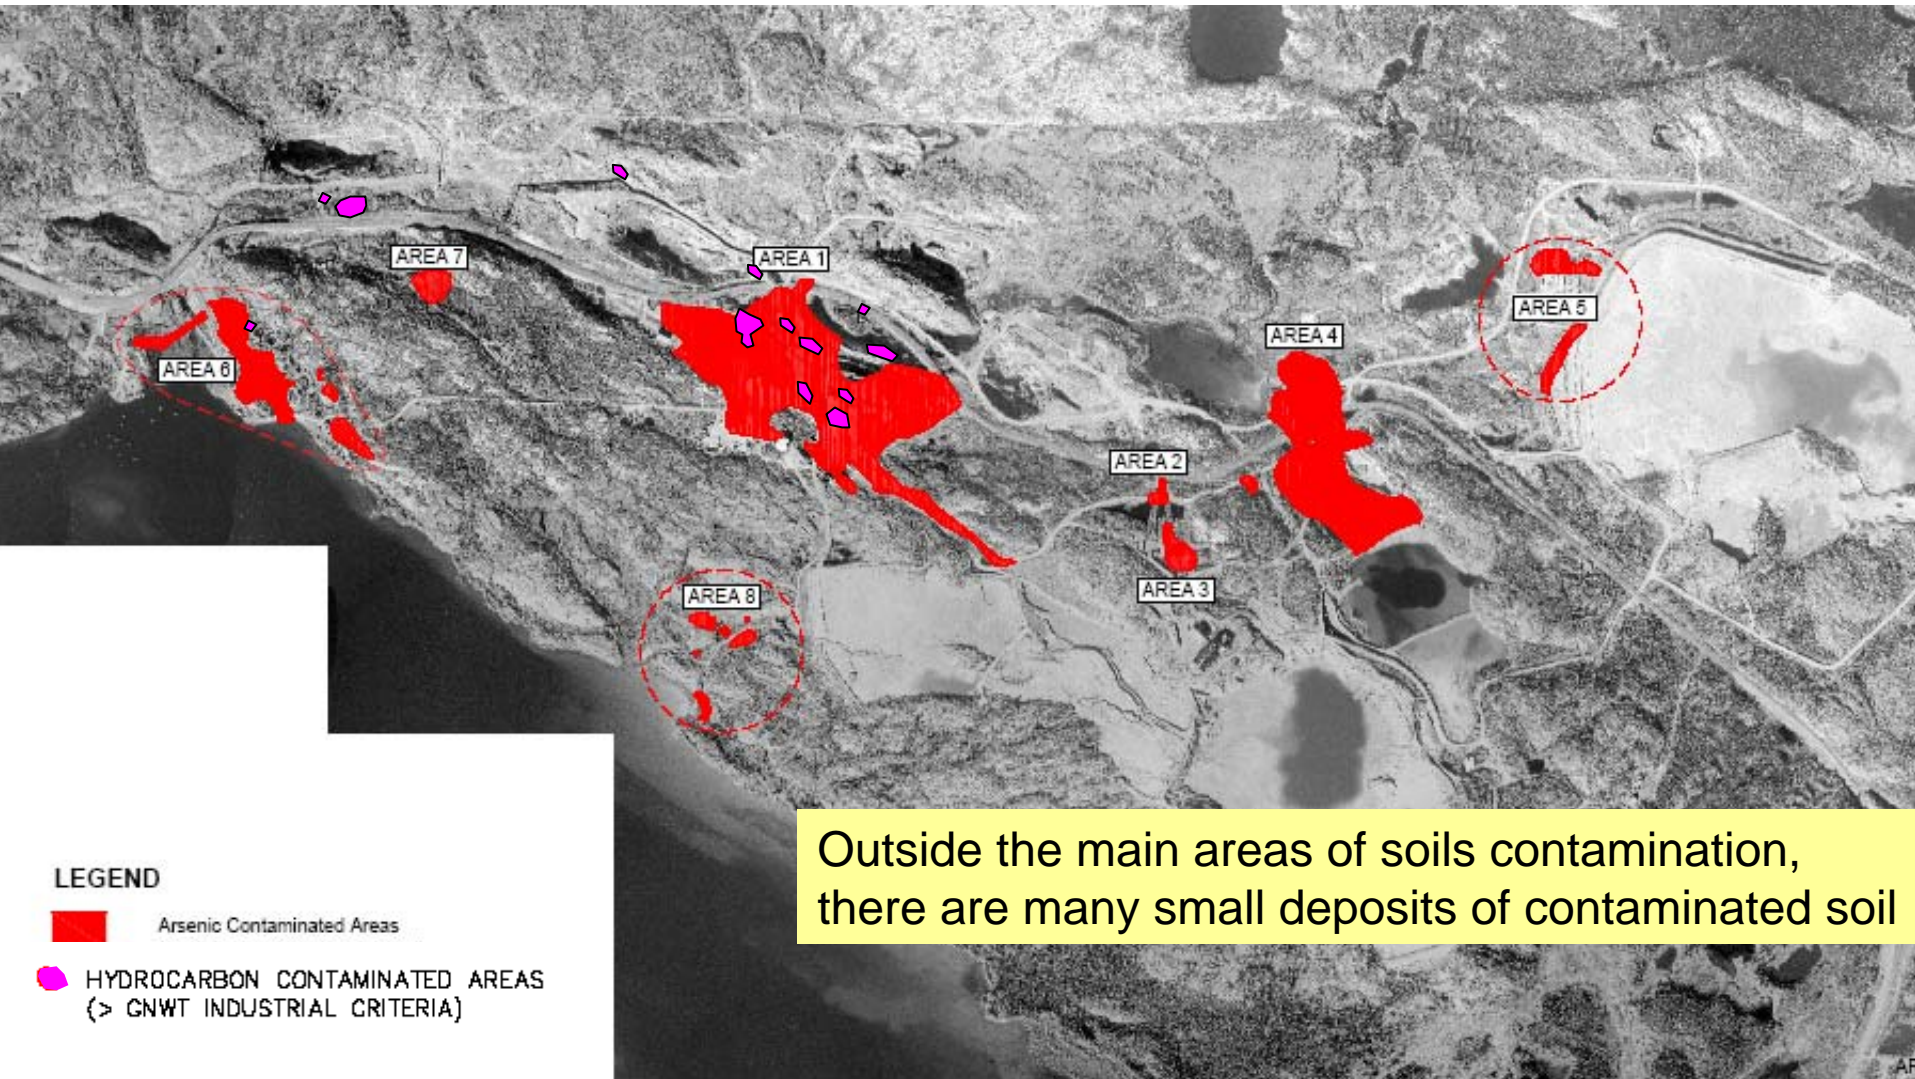 AREA 7
AREA 1
AREA 5
AREA 4
AREA 6
AREA 2
AREA 3
AREA 8
Outside the main areas of soils contamination,
there are many small deposits of contaminated soil
LEGEND
Arsenic Contaminated Areas
HYDROCARBON CONTAMINATED AREAS
(> GNWT INDUSTRIAL CRITERIA)